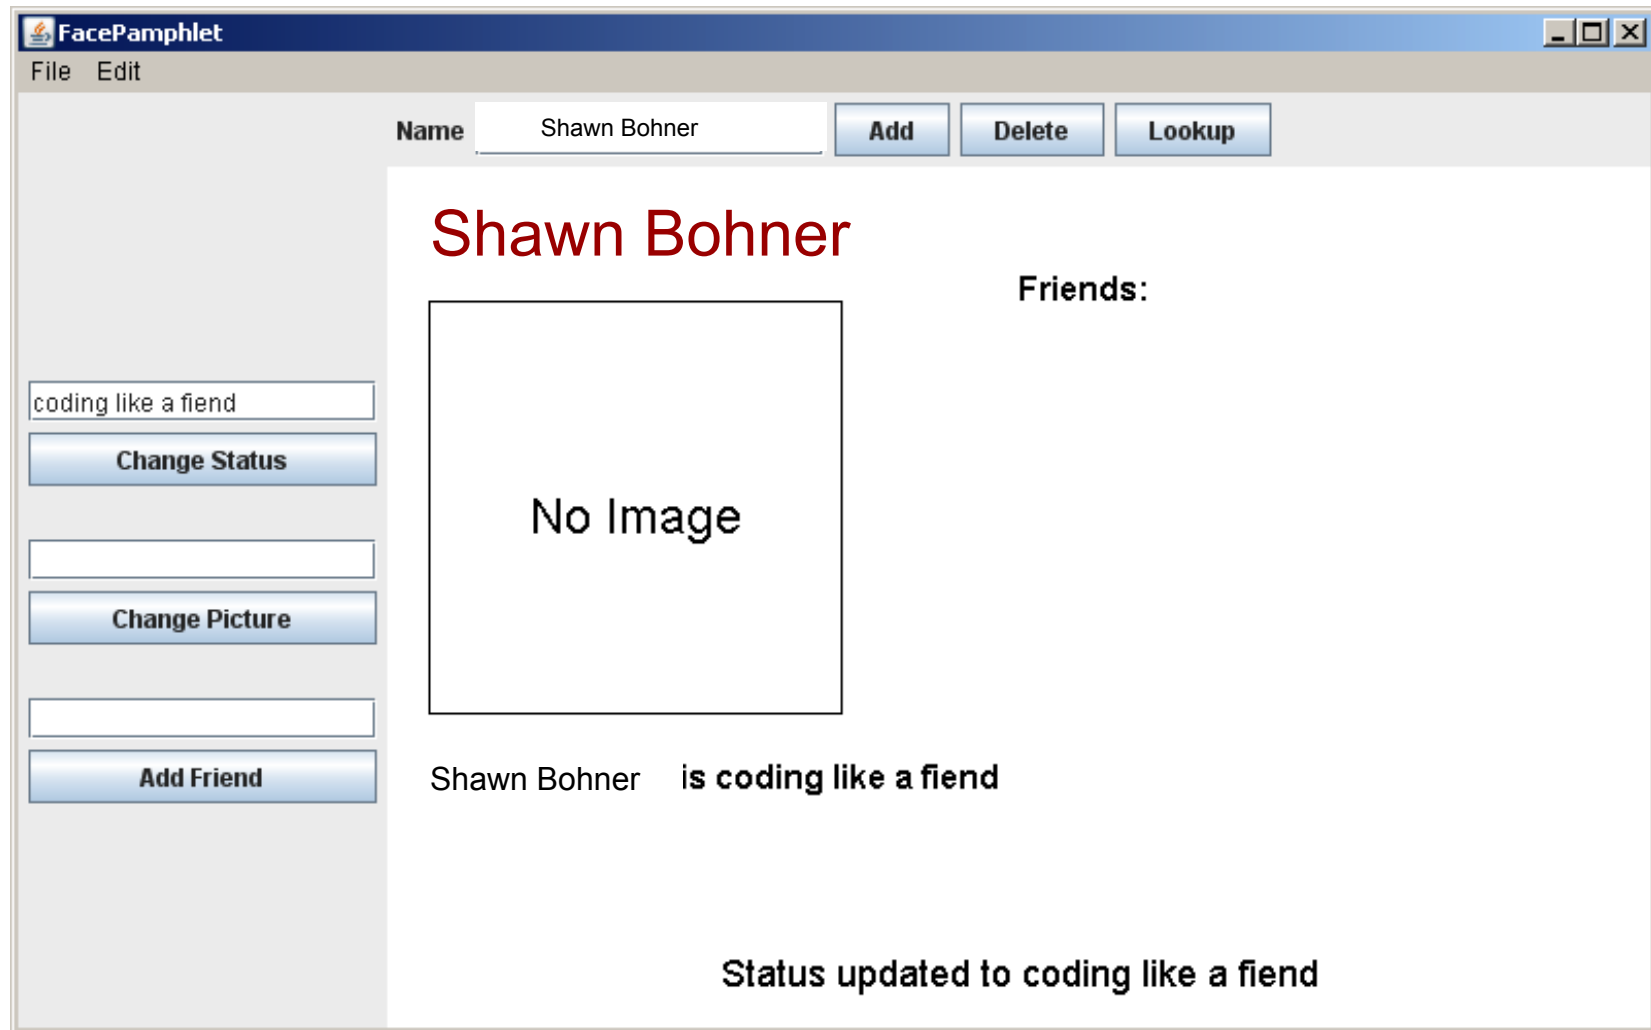 FacePamphlet
File Edit
Name Shawn Bohner Add Delete Lookup
Shawn Bohner
Friends:
coding like a fiend
Change Status
No Image
Change Picture
Add Friend
Shawn Bohner is coding like a fiend
Status updated to coding like a fiend